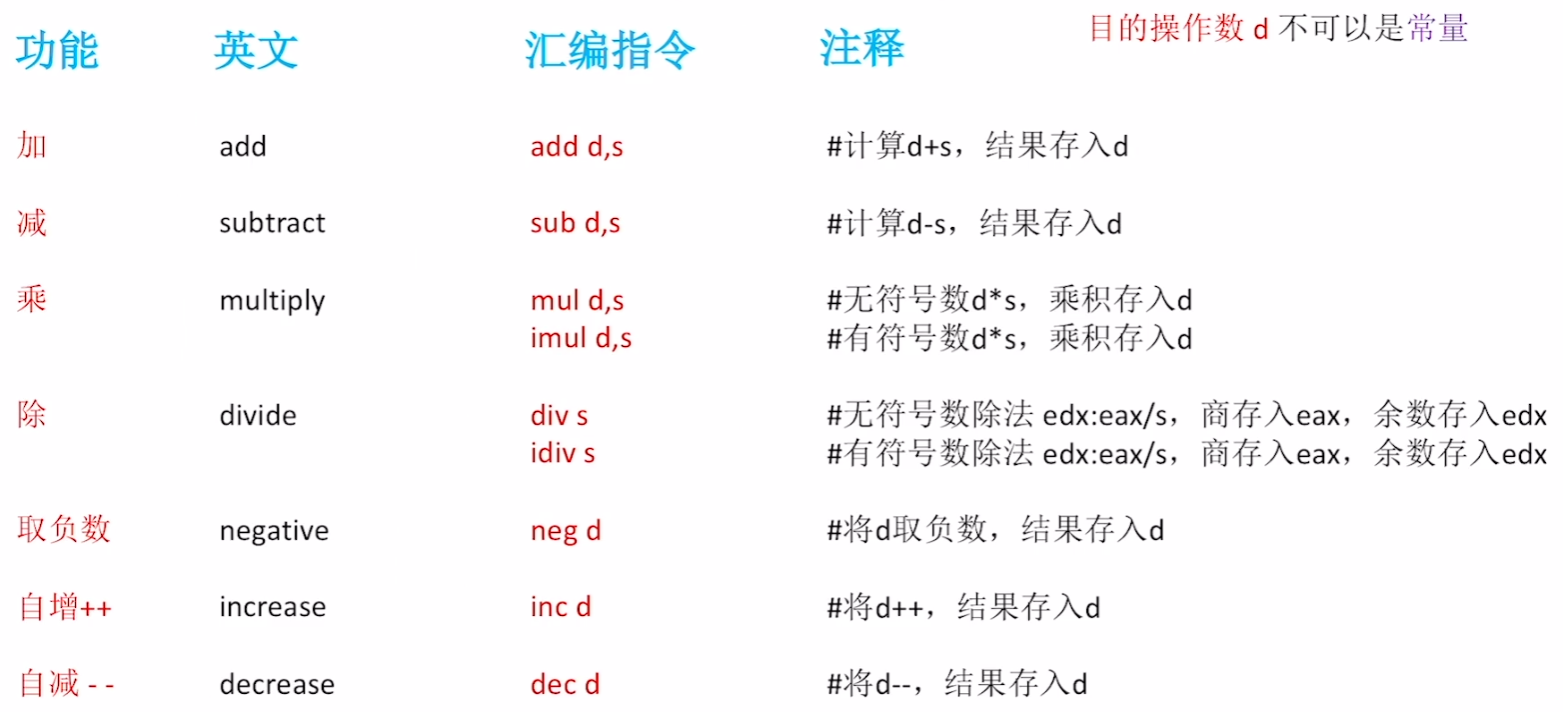 目的操作数 d 不可以是常量
功能 英文 汇编指令 注释
加 add add d,s #计算d+s，结果存入d
减 subtract sub d,s #计算d-s，结果存入d
乘 multiply mul d,s #无符号数d*s，乘积存入d
imul d,s #有符号数d*s，乘积存入d
除 divide div s #无符号数除法 edx:eax/s，商存入eax，余数存入edx
idiv s #有符号数除法 edx:eax/s，商存入eax，余数存入edx
取负数 negative neg d #将d取负数，结果存入d
自增++ increase inc d #将d++，结果存入d
自减 - - decrease dec d #将d--，结果存入d